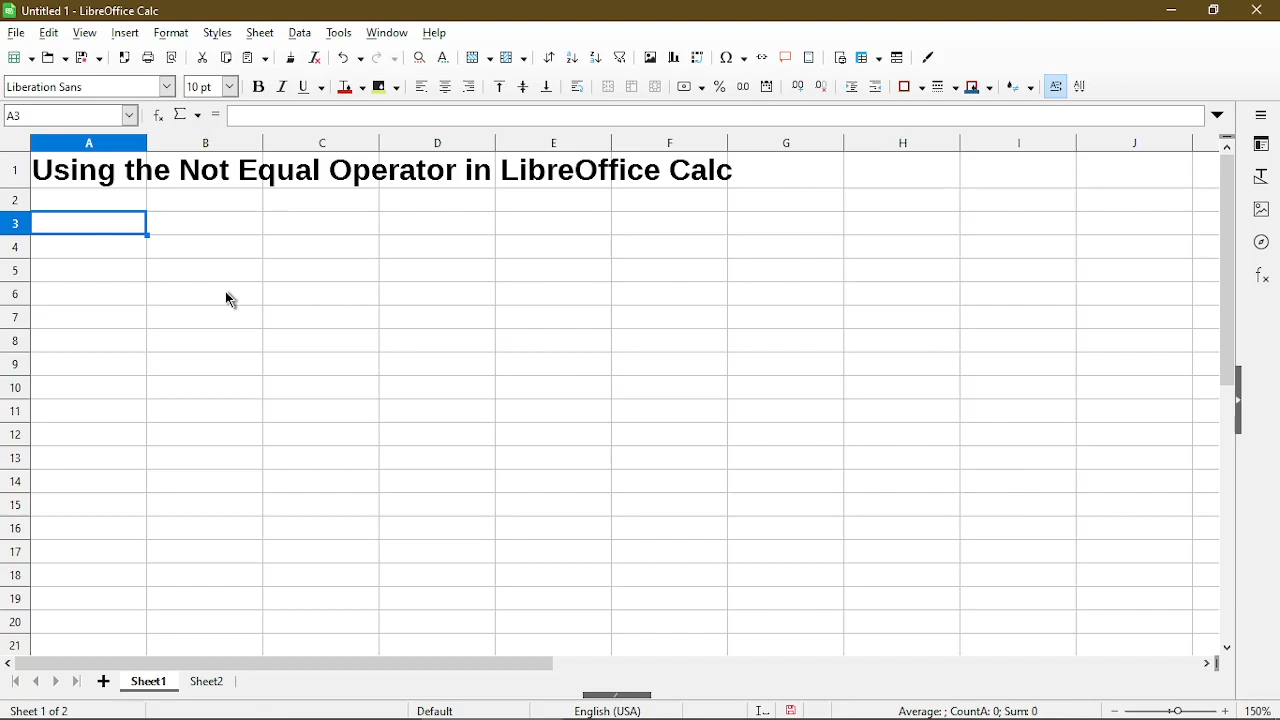 Untitled 1 - LibreOffice Calc
File Edit View Insert Format Styles Sheet Data Tools Window Help
Liberation Sans 10 pt B I U
A3 fx Σ =
A B C D E F G H I J
1 Using the Not Equal Operator in LibreOffice Calc
2
3
4
5
6
7
8
9
10
11
12
13
14
15
16
17
18
19
20
21
Sheet1 Sheet2
Sheet 1 of 2 Default English (USA) Average: ; CountA: 0; Sum: 0 150%